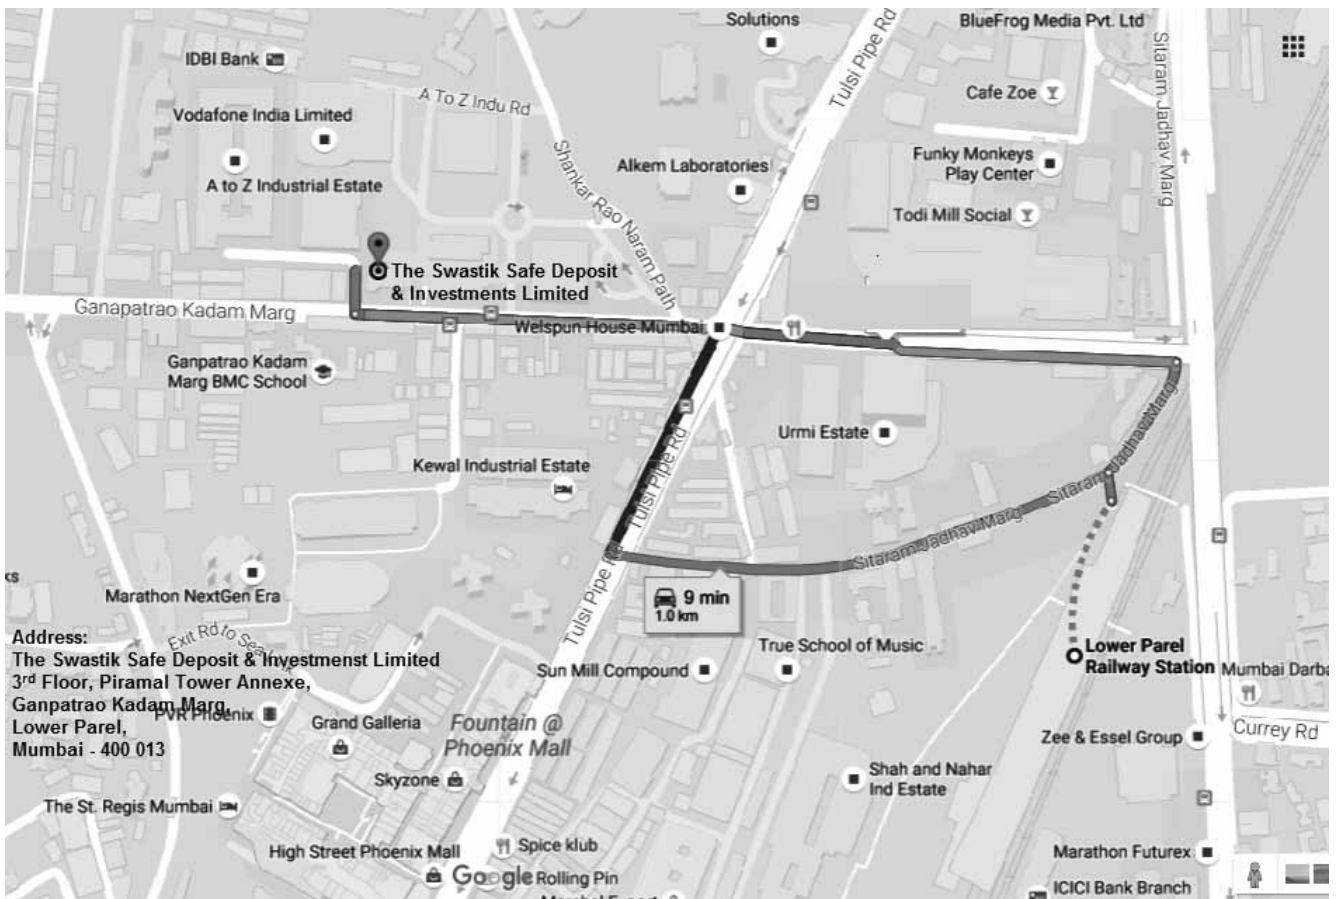 Solutions
BlueFrog Media Pvt. Ltd
IDBI Bank
Tulsi Pipe Rd
Sitaram Jadhav Marg
A To Z Indu Rd
Cafe Zoe
Vodafone India Limited
Shankar Rao Naram Path
Alkem Laboratories
Funky Monkeys
Play Center
A to Z Industrial Estate
Todi Mill Social
The Swastik Safe Deposit
& Investments Limited
Ganapatrao Kadam Marg
Welspun House Mumbai
Ganpatrao Kadam
Marg BMC School
Urmi Estate
Sitaram Jadhav Marg
Kewal Industrial Estate
Tulsi Pipe Rd
Sitaram Jadhav Marg
Marathon NextGen Era
9 min
1.0 km
Tulsi Pipe R
Exit Rd to Sea
Address:
The Swastik Safe Deposit & Investmenst Limited
3rd Floor, Piramal Tower Annexe,
Ganpatrao Kadam Marg,
Lower Parel,
Mumbai - 400 013
PVR Phoenix
True School of Music
Sun Mill Compound
Lower Parel
Railway Station
Mumbai Darba
Grand Galleria
Fountain @
Phoenix Mall
Zee & Essel Group
Currey Rd
Skyzone
Shah and Nahar
Ind Estate
The St. Regis Mumbai
High Street Phoenix Mall
Spice klub
Google
Rolling Pin
Marathon Futurex
ICICI Bank Branch